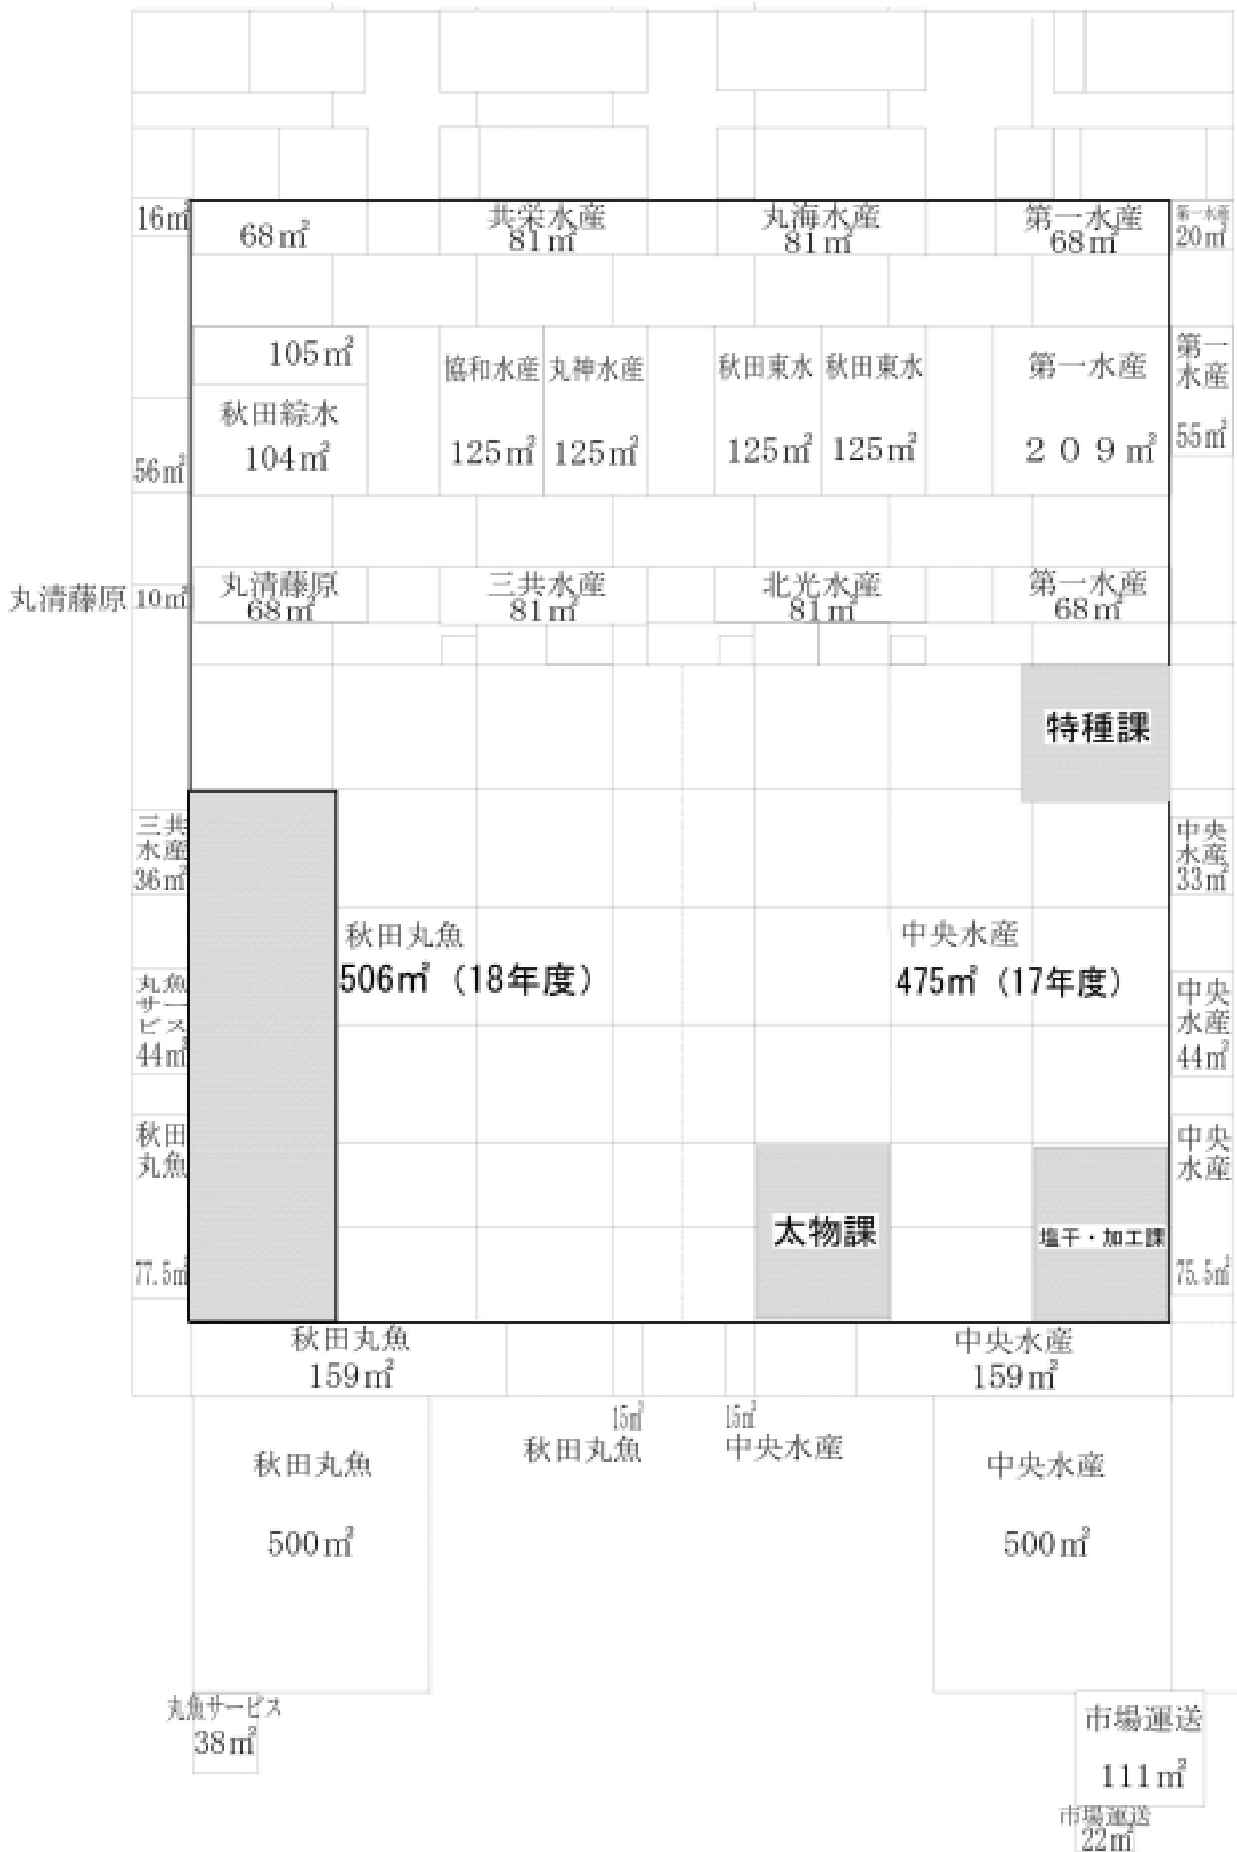 16㎡
68㎡
共栄水産
81㎡
丸海水産
81㎡
第一水産
68㎡
第一水産
20㎡
105㎡
秋田綜水
104㎡
56㎡
協和水産
125㎡
丸神水産
125㎡
秋田東水
125㎡
秋田東水
125㎡
第一水産
２０９㎡
第一
水産
55㎡
丸清藤原 10㎡
丸清藤原
68㎡
三共水産
81㎡
北光水産
81㎡
第一水産
68㎡
特種課
三共
水産
36㎡
中央
水産
33㎡
秋田丸魚
506㎡（18年度）
中央水産
475㎡（17年度）
丸魚
サー
ビス
44㎡
中央
水産
44㎡
秋田
丸魚
77.5㎡
太物課
塩干・加工課
中央
水産
75.5㎡
秋田丸魚
159㎡
中央水産
159㎡
15㎡
秋田丸魚
15㎡
中央水産
秋田丸魚
500㎡
中央水産
500㎡
丸魚サービス
38㎡
市場運送
111㎡
市場運送
22㎡